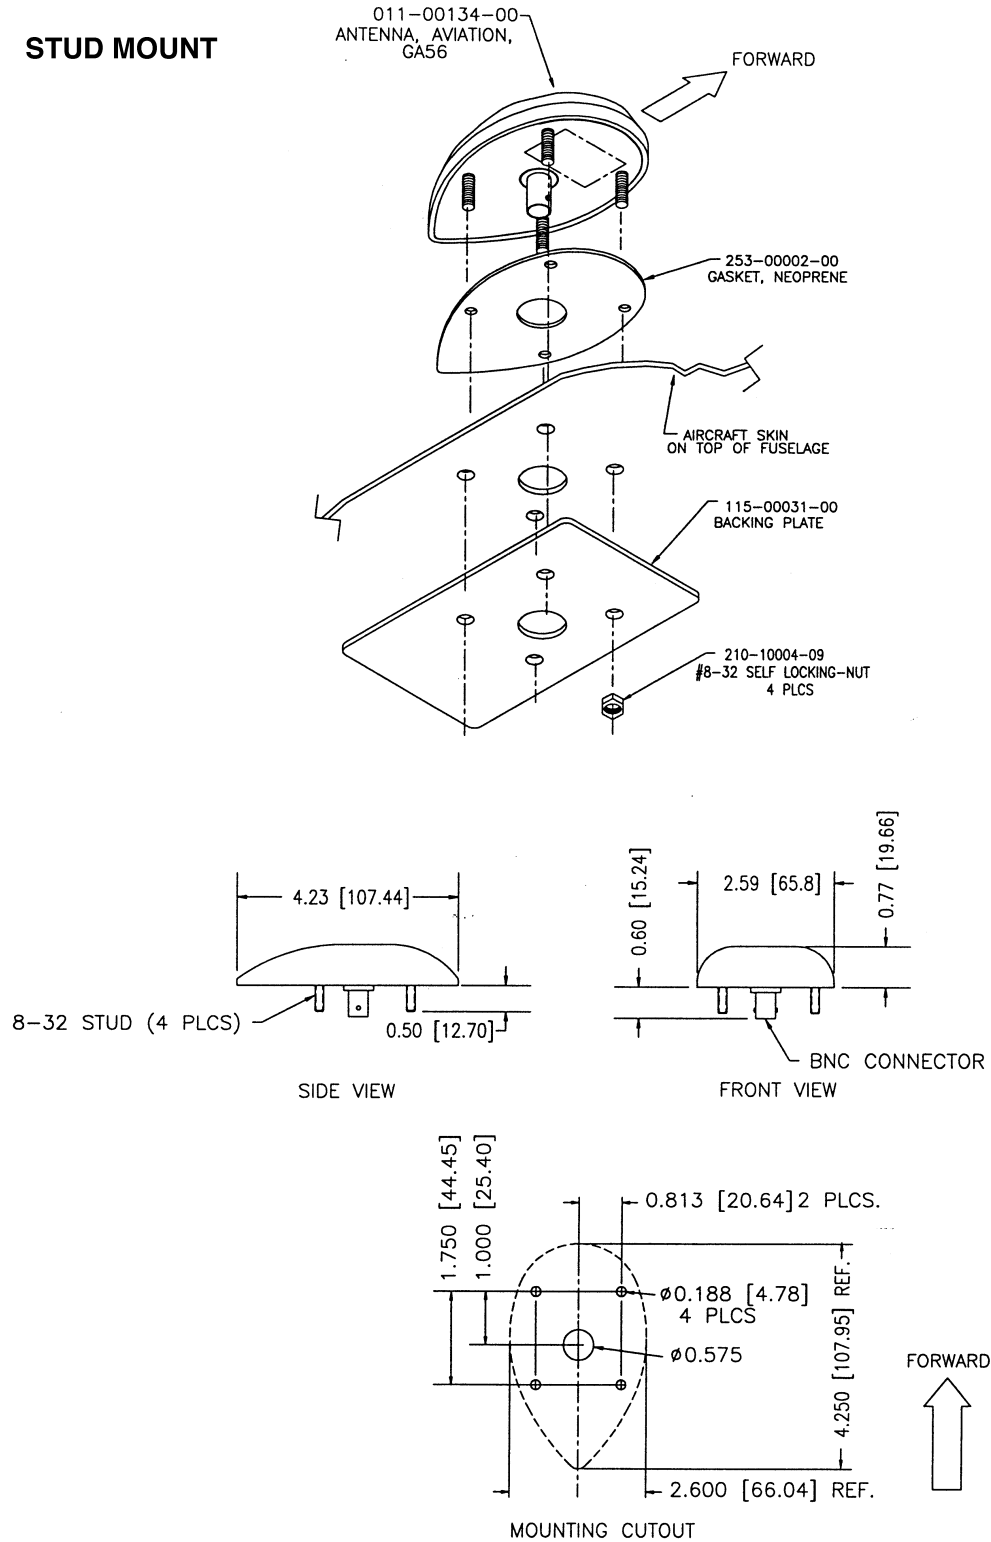 STUD MOUNT
011-00134-00
ANTENNA, AVIATION,
GA56
FORWARD
253-00002-00
GASKET, NEOPRENE
AIRCRAFT SKIN
ON TOP OF FUSELAGE
115-00031-00
BACKING PLATE
210-10004-09
#8-32 SELF LOCKING-NUT
4 PLCS
4.23 [107.44]
8-32 STUD (4 PLCS)
0.50 [12.70]
SIDE VIEW
0.60 [15.24]
2.59 [65.8]
0.77 [19.66]
BNC CONNECTOR
FRONT VIEW
1.750 [44.45]
1.000 [25.40]
0.813 [20.64] 2 PLCS.
ø0.188 [4.78]
4 PLCS
ø0.575
4.250 [107.95] REF.
FORWARD
2.600 [66.04] REF.
MOUNTING CUTOUT